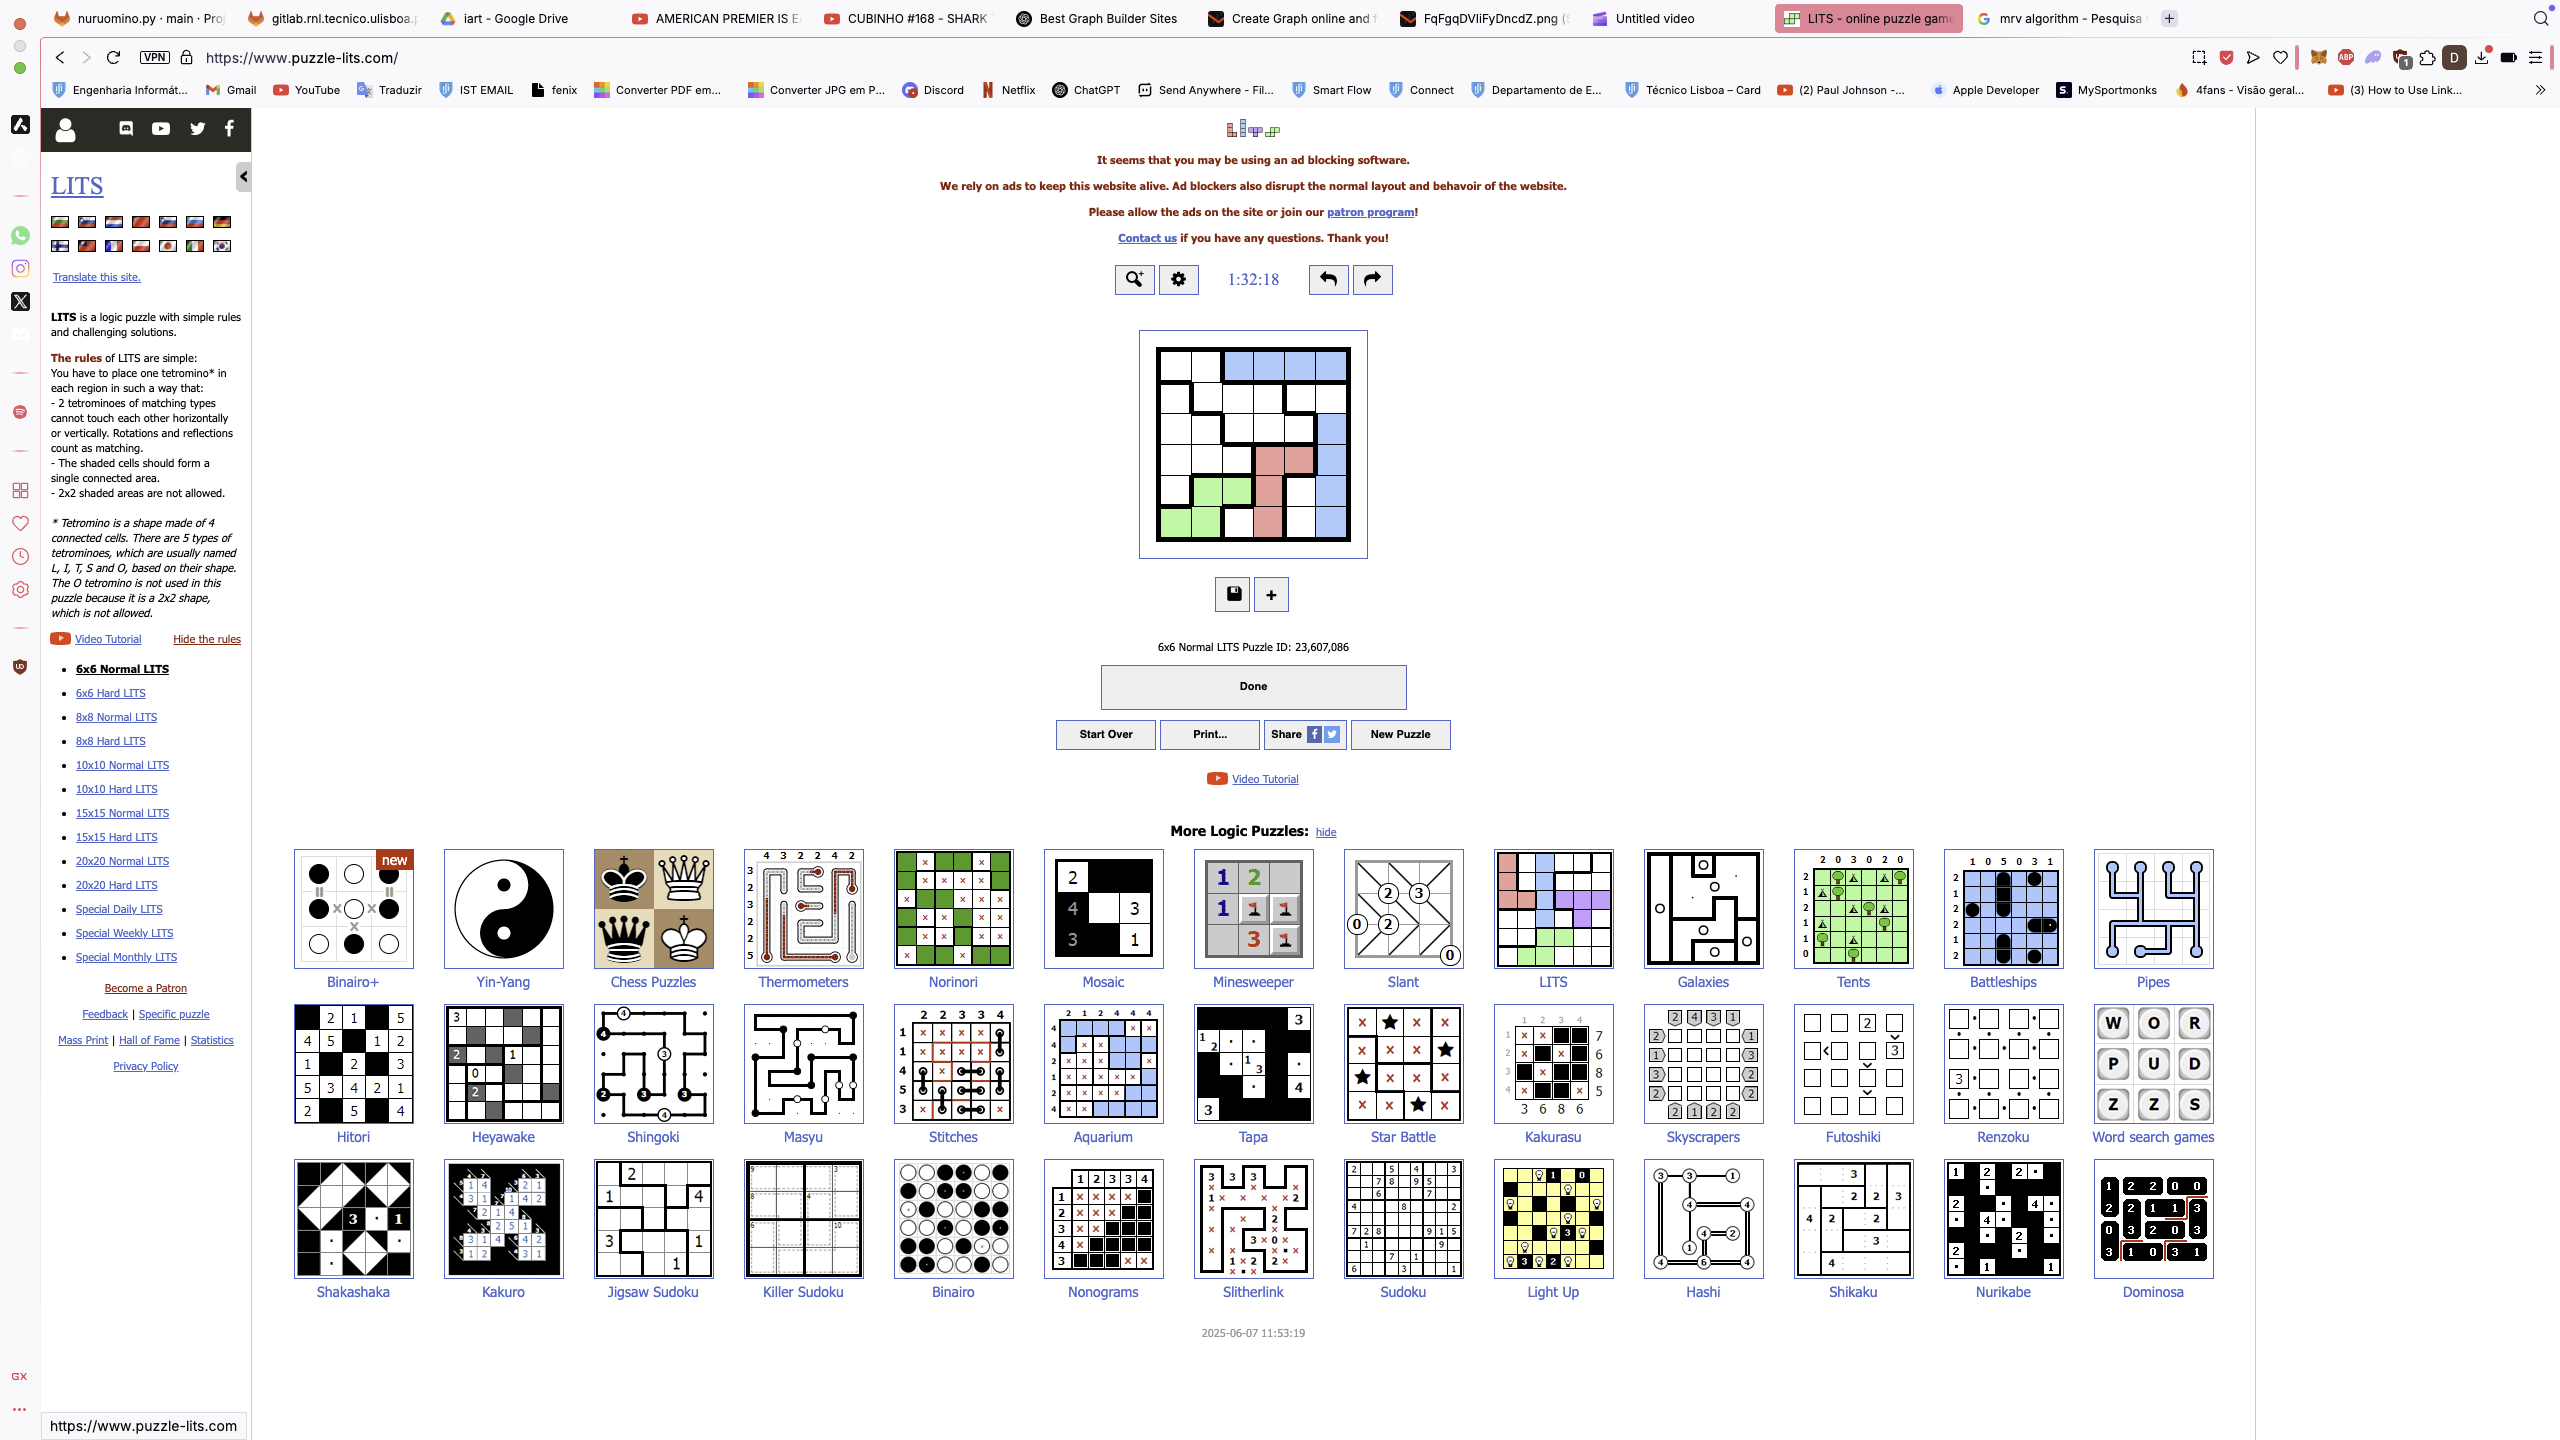 nuruomino.py · main · Proj
gitlab.rnl.tecnico.ulisboa.p
iart - Google Drive
AMERICAN PREMIER IS EA
CUBINHO #168 - SHARK T
Best Graph Builder Sites
Create Graph online and f
FqFgqDVIiFyDncdZ.png (5
Untitled video
LITS - online puzzle game
mrv algorithm - Pesquisa
VPN
https://www.puzzle-lits.com/
Engenharia Informát...
Gmail
YouTube
Traduzir
IST EMAIL
fenix
Converter PDF em...
Converter JPG em P...
Discord
Netflix
ChatGPT
Send Anywhere - Fil...
Smart Flow
Connect
Departamento de E...
Técnico Lisboa – Card
(2) Paul Johnson -...
Apple Developer
MySportmonks
4fans - Visão geral...
(3) How to Use Link...
LITS
Translate this site.
LITS is a logic puzzle with simple rules
and challenging solutions.
The rules of LITS are simple:
You have to place one tetromino* in
each region in such a way that:
- 2 tetrominoes of matching types
cannot touch each other horizontally
or vertically. Rotations and reflections
count as matching.
- The shaded cells should form a
single connected area.
- 2x2 shaded areas are not allowed.
* Tetromino is a shape made of 4
connected cells. There are 5 types of
tetrominoes, which are usually named
L, I, T, S and O, based on their shape.
The O tetromino is not used in this
puzzle because it is a 2x2 shape,
which is not allowed.
Video Tutorial
Hide the rules
6x6 Normal LITS
6x6 Hard LITS
8x8 Normal LITS
8x8 Hard LITS
10x10 Normal LITS
10x10 Hard LITS
15x15 Normal LITS
15x15 Hard LITS
20x20 Normal LITS
20x20 Hard LITS
Special Daily LITS
Special Weekly LITS
Special Monthly LITS
Become a Patron
Feedback | Specific puzzle
Mass Print | Hall of Fame | Statistics
Privacy Policy
It seems that you may be using an ad blocking software.
We rely on ads to keep this website alive. Ad blockers also disrupt the normal layout and behavoir of the website.
Please allow the ads on the site or join our patron program!
Contact us if you have any questions. Thank you!
1:32:18
6x6 Normal LITS Puzzle ID: 23,607,086
Done
Start Over
Print...
Share
New Puzzle
Video Tutorial
More Logic Puzzles: hide
new
Binairo+
Yin-Yang
Chess Puzzles
Thermometers
Norinori
Mosaic
Minesweeper
Slant
LITS
Galaxies
Tents
Battleships
Pipes
Hitori
Heyawake
Shingoki
Masyu
Stitches
Aquarium
Tapa
Star Battle
Kakurasu
Skyscrapers
Futoshiki
Renzoku
W O R
P U D
Z Z S
Word search games
Shakashaka
Kakuro
Jigsaw Sudoku
Killer Sudoku
Binairo
Nonograms
Slitherlink
Sudoku
Light Up
Hashi
Shikaku
Nurikabe
Dominosa
2025-06-07 11:53:19
GX
https://www.puzzle-lits.com